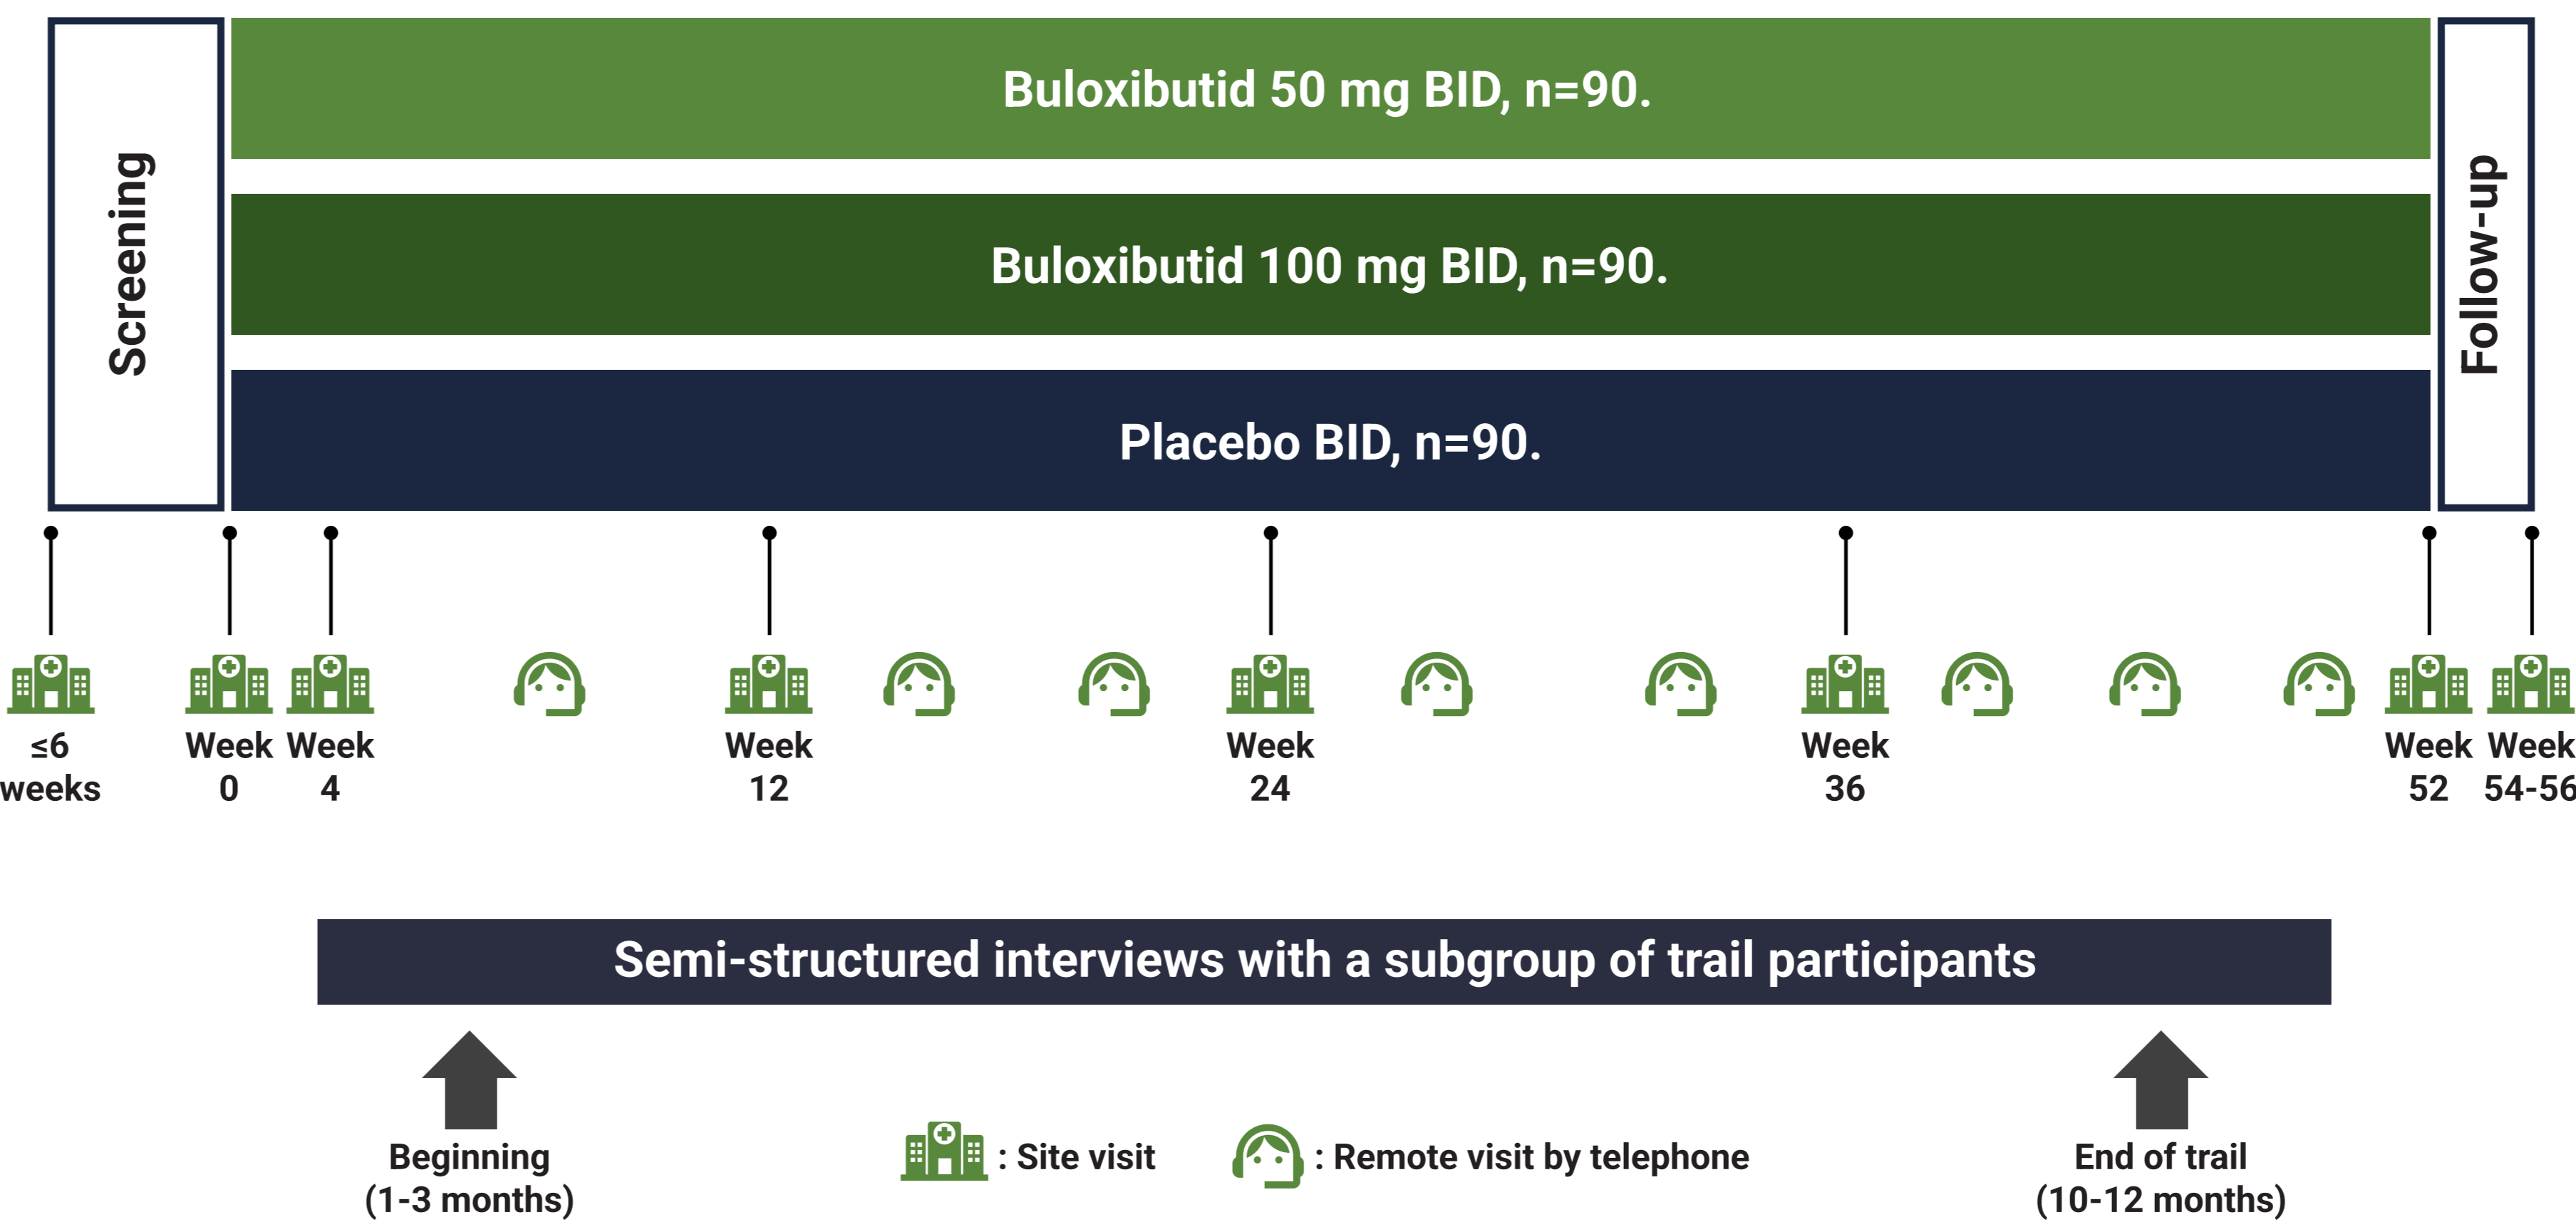 Screening
Buloxibutid 50 mg BID, n=90.
Buloxibutid 100 mg BID, n=90.
Placebo BID, n=90.
Follow-up
≤6
weeks
Week
0
Week
4
Week
12
Week
24
Week
36
Week
52
Week
54-56
Semi-structured interviews with a subgroup of trail participants
Beginning
(1-3 months)
: Site visit
: Remote visit by telephone
End of trail
(10-12 months)